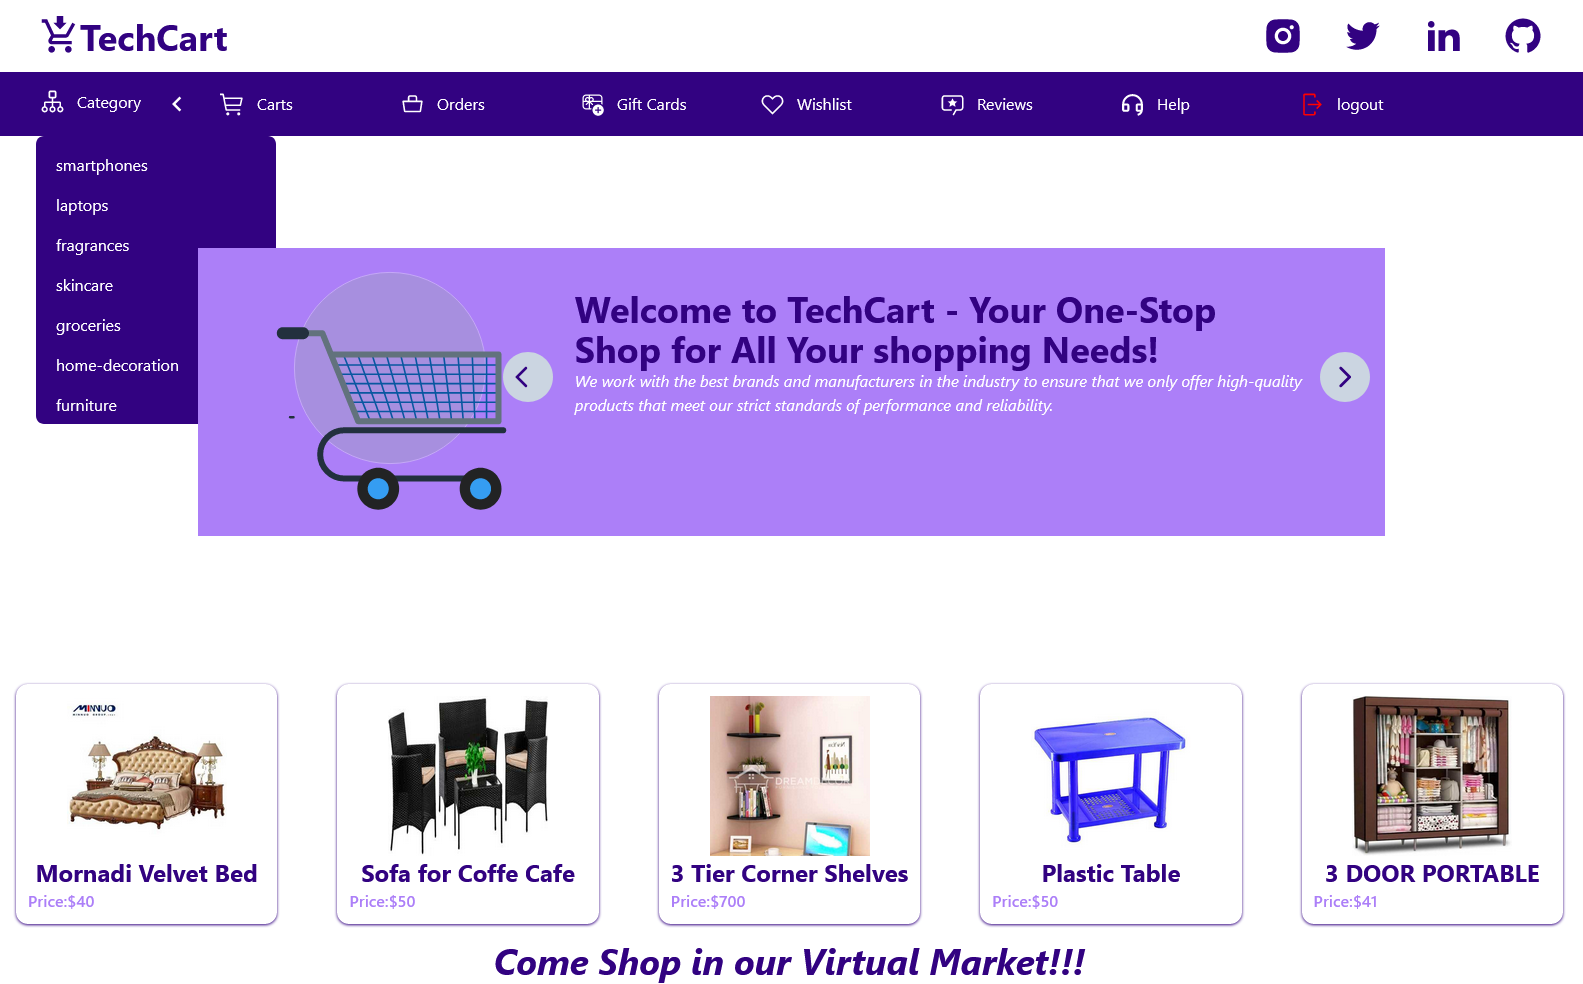 TechCart
Category
Carts
Orders
Gift Cards
Wishlist
Reviews
Help
logout
smartphones
laptops
fragrances
skincare
groceries
home-decoration
furniture
Welcome to TechCart - Your One-Stop
Shop for All Your shopping Needs!
We work with the best brands and manufacturers in the industry to ensure that we only offer high-quality
products that meet our strict standards of performance and reliability.
MINNUO
Mornadi Velvet Bed
Price:$40
Sofa for Coffe Cafe
Price:$50
3 Tier Corner Shelves
Price:$700
Plastic Table
Price:$50
3 DOOR PORTABLE
Price:$41
Come Shop in our Virtual Market!!!